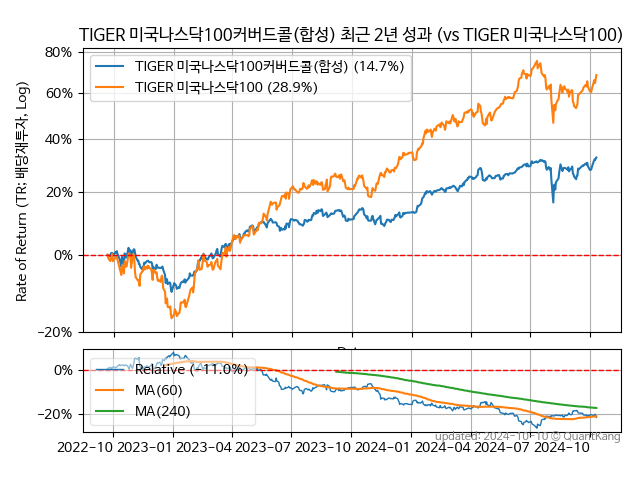 TIGER 미국나스닥100커버드콜(합성) 최근 2년 성과 (vs TIGER 미국나스닥100)
Rate of Return (TR: 배당재투자, Log)
80%
60%
40%
20%
0%
−20%
TIGER 미국나스닥100커버드콜(합성) (14.7%)
TIGER 미국나스닥100 (28.9%)
0%
−20%
Relative (−11.0%)
MA(60)
MA(240)
2022−10 2023−01 2023−04 2023−07 2023−10 2024−01 2024−04 2024−07 2024−10
updated: 2024−10−10 © QuantKang